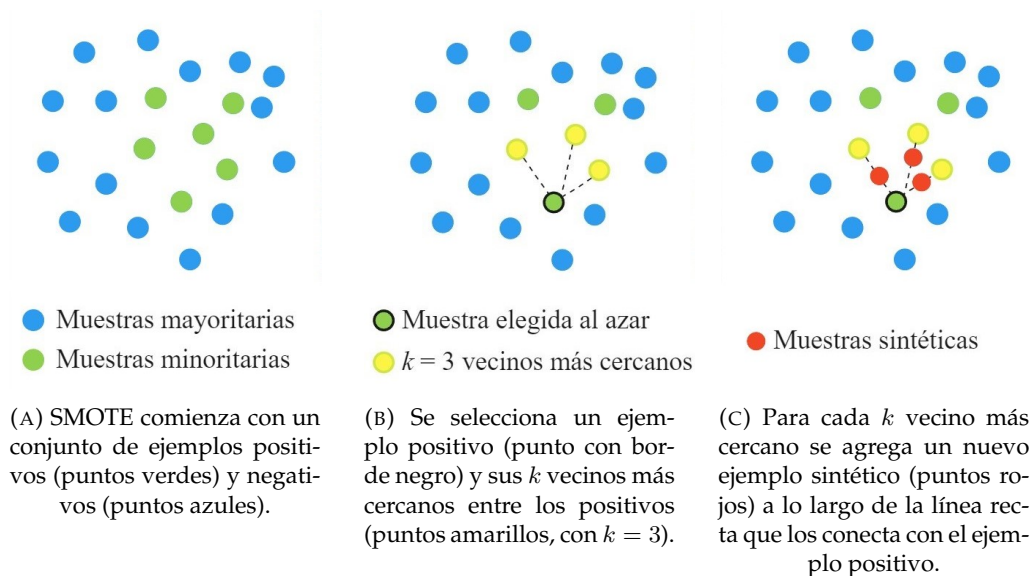 Muestras mayoritarias
Muestras minoritarias
Muestra elegida al azar
k = 3 vecinos más cercanos
Muestras sintéticas
(A) SMOTE comienza con un
conjunto de ejemplos positi-
vos (puntos verdes) y negati-
vos (puntos azules).
(B) Se selecciona un ejem-
plo positivo (punto con bor-
de negro) y sus k vecinos más
cercanos entre los positivos
(puntos amarillos, con k = 3).
(C) Para cada k vecino más
cercano se agrega un nuevo
ejemplo sintético (puntos ro-
jos) a lo largo de la línea rec-
ta que los conecta con el ejem-
plo positivo.